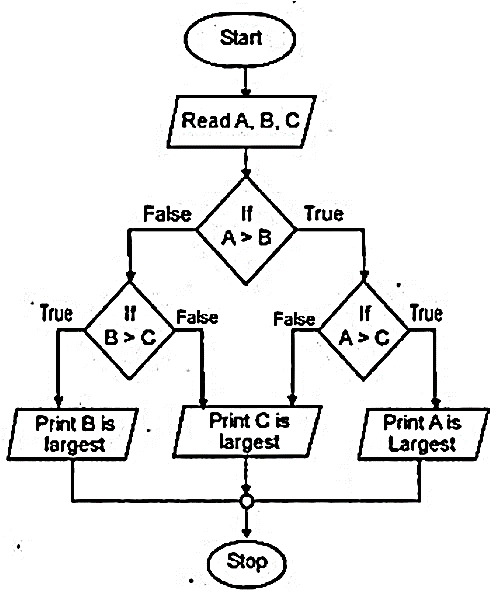 Start
Read A, B, C
False
If
A > B
True
True
If
B > C
False
False
If
A > C
True
Print B is
largest
Print C is
largest
Print A is
Largest
Stop